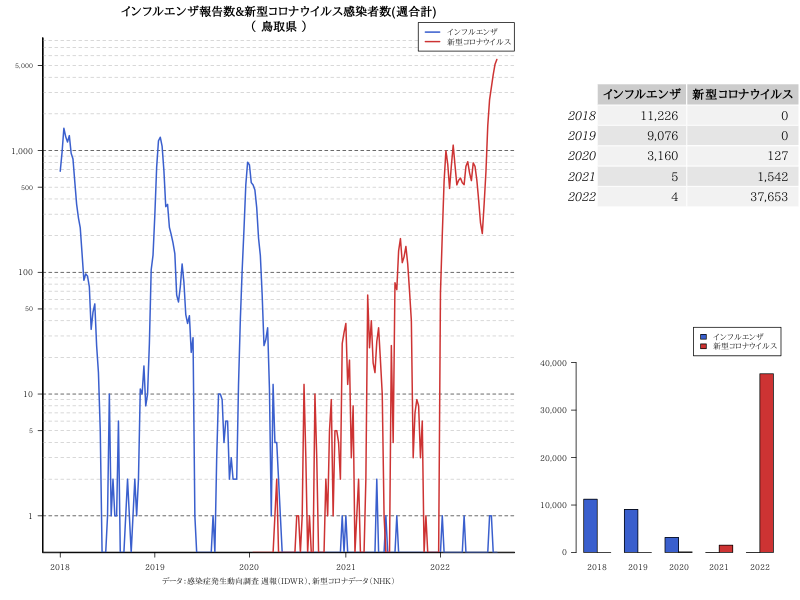 インフルエンザ報告数&新型コロナウイルス感染者数(週合計)
( 鳥取県 )
インフルエンザ
新型コロナウイルス
5,000
1,000
500
100
50
10
5
1
2018 2019 2020 2021 2022
データ:感染症発生動向調査 週報(IDWR)、新型コロナデータ(NHK)
インフルエンザ 新型コロナウイルス
2018 11,226 0
2019 9,076 0
2020 3,160 127
2021 5 1,542
2022 4 37,653
インフルエンザ
新型コロナウイルス
40,000
30,000
20,000
10,000
0
2018 2019 2020 2021 2022